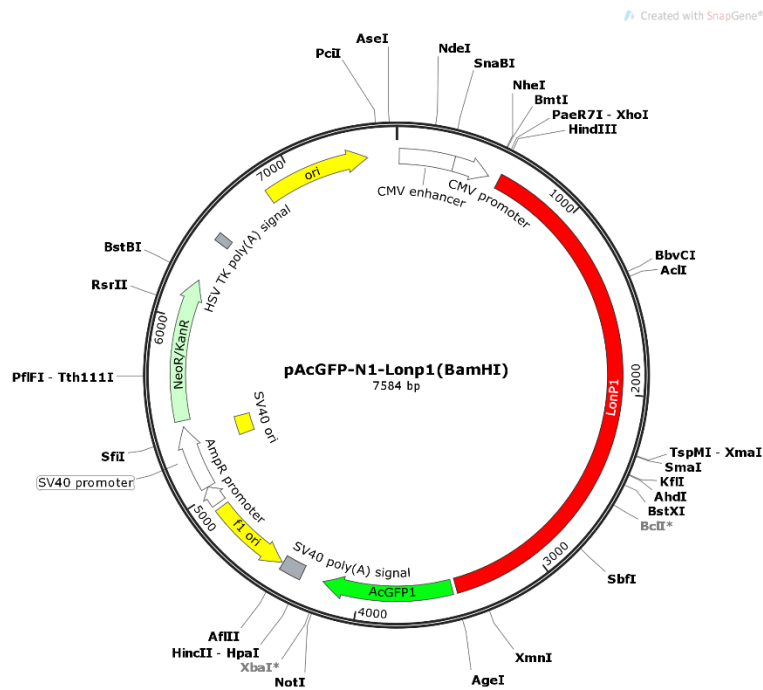 Created with SnapGene®
AseI
PciI
NdeI
SnaBI
NheI
BmtI
PaeR7I - XhoI
HindIII
7000
ori
CMV enhancer
CMV promoter
1000
HSV TK poly(A) signal
BstBI
BbvCI
AclI
RsrII
6000
NeoR/KanR
pAcGFP-N1-Lonp1(BamHI)
7584 bp
PflFI - Tth111I
2000
LonP1
SV40 ori
SfiI
TspMI - XmaI
SmaI
KflI
AhdI
BstXI
BclI*
SV40 promoter
AmpR promoter
5000
f1 ori
SV40 poly(A) signal
3000
SbfI
AcGFP1
4000
AflII
HincII - HpaI
XbaI*
NotI
XmnI
AgeI